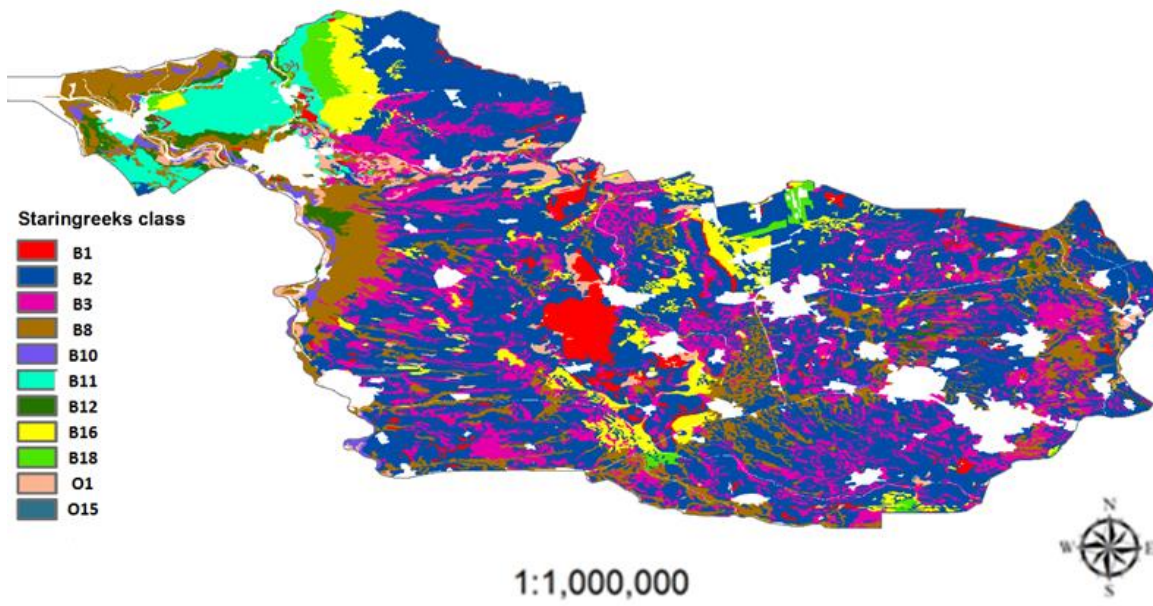 Staringreeks class
B1
B2
B3
B8
B10
B11
B12
B16
B18
O1
O15
N
W E
S
1:1,000,000